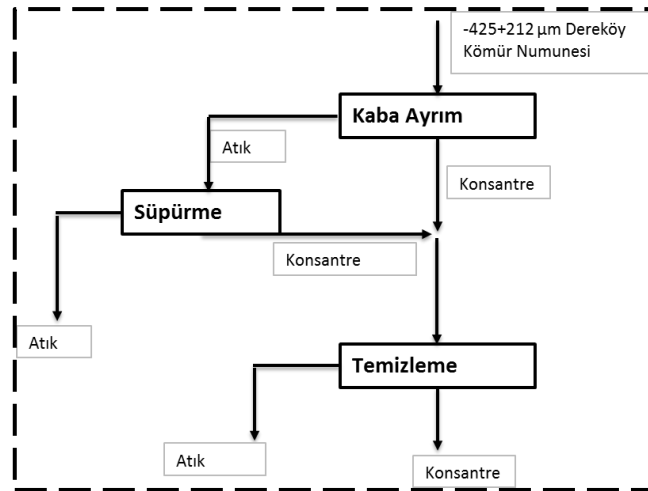 -425+212 µm Dereköy
Kömür Numunesi
Kaba Ayrım
Atık
Konsantre
Süpürme
Konsantre
Atık
Temizleme
Atık
Konsantre